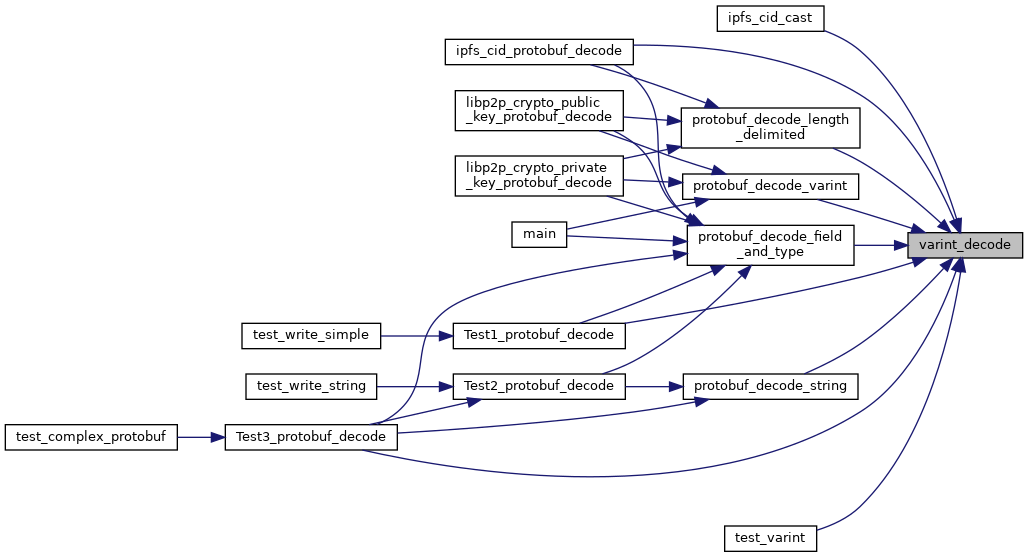 ipfs_cid_cast
ipfs_cid_protobuf_decode
libp2p_crypto_public
_key_protobuf_decode
protobuf_decode_length
_delimited
libp2p_crypto_private
_key_protobuf_decode
protobuf_decode_varint
main
protobuf_decode_field
_and_type
varint_decode
test_write_simple
Test1_protobuf_decode
test_write_string
Test2_protobuf_decode
protobuf_decode_string
test_complex_protobuf
Test3_protobuf_decode
test_varint